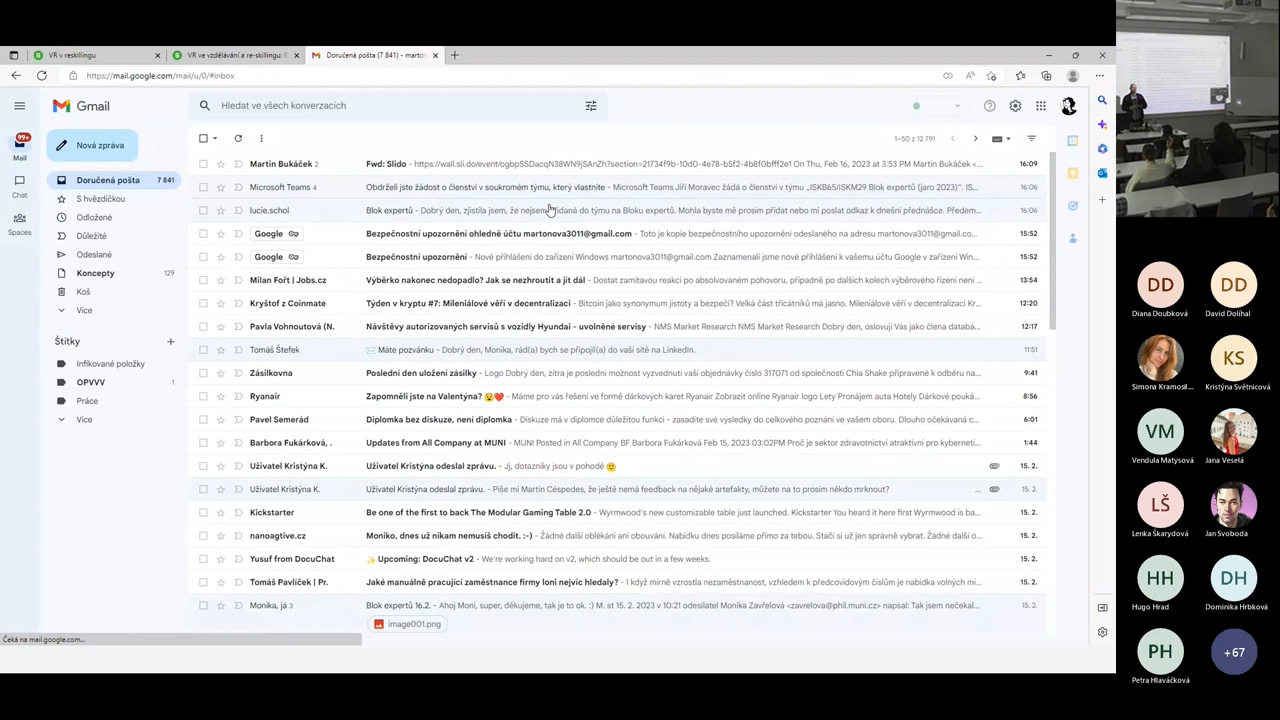 VR v reskillingu
VR ve vzdělávání a re-skillingu: E
Doručená pošta (7 841) - marto
https://mail.google.com/mail/u/0/#inbox
Gmail
Hledat ve všech konverzacích
99+
Mail
Chat
Spaces
Nová zpráva
Doručená pošta 7 841
S hvězdičkou
Odložené
Důležité
Odeslané
Koncepty 129
Koš
Více
Štítky
Infikované položky
OPVVV 1
Práce
Více
1–50 z 12 791
Martin Bukáček 2 Fwd: Slido - https://wall.sli.do/event/ogbpSSDacqN38WN9jSAnZh?section=21734f9b-10d0-4e78-b5f2-4b8f0bfff2e1 On Thu, Feb 16, 2023 at 3:53 PM Martin Bukáček <... 16:09
Microsoft Teams 4 Obdrželi jste žádost o členství v soukromém týmu, který vlastníte - Microsoft Teams Jiří Moravec žádá o členství v týmu „ISKB65/ISKM29 Blok expertů (jaro 2023)“. IS... 16:06
lucie.schol Blok expertů - Dobrý den, zjistila jsem, že nejsem přidaná do týmu na Bloku expertů. Mohla byste mě prosím přidat nebo mi poslat odkaz k dnešní přednášce. Předem... 16:06
Google Bezpečnostní upozornění ohledně účtu martonova3011@gmail.com - Toto je kopie bezpečnostního upozornění odeslaného na adresu martonova3011@gmail.co... 15:52
Google Bezpečnostní upozornění - Nové přihlášení do zařízení Windows martonova3011@gmail.com Zaznamenali jsme nové přihlášení k vašemu účtu Google v zařízení Win... 15:52
Milan Fořt | Jobs.cz Výběrko nakonec nedopadlo? Jak se nezhroutit a jít dál - Dostat zamítavou reakci po absolvovaném pohovoru, případně po dalších kolech výběrového řízení není ... 13:54
Kryštof z Coinmate Týden v kryptu #7: Mileniálové věří v decentralizaci - Bitcoin jako synonymum jistoty a bezpečí? Velká část třicátníků má jasno. Mileniálové věří v decentralizaci Kr... 12:20
Pavla Vohnoutová (N. Návštěvy autorizovaných servisů s vozidly Hyundai - uvolněné servisy - NMS Market Research NMS Market Research Dobrý den, oslovuji Vás jako člena databá... 12:17
Tomáš Štefek Máte pozvánku - Dobrý den, Monika, rád(a) bych se připojil(a) do vaší sítě na LinkedIn. 11:51
Zásilkovna Poslední den uložení zásilky - Logo Dobrý den, zítra je poslední možnost vyzvednutí vaší objednávky číslo 317071 od společnosti Chia Shake připravené k odběru na... 9:41
Ryanair Zapomněli jste na Valentýna? 😲❤️ - Máme pro vás řešení ve formě dárkových karet Ryanair Zobrazit online Ryanair logo Lety Pronájem auta Hotely Dárkové pouká... 8:56
Pavel Semerád Diplomka bez diskuze, není diplomka - Diskuze má v diplomce důležitou funkci - zasadíte své výsledky do celkového poznání ve vašem oboru. Dlouho očekávaná c... 6:01
Barbora Fukárková, . Updates from All Company at MUNI - MUNI Posted in All Company BF Barbora Fukárková Feb 15, 2023 03:02PM Proč je sektor zdravotnictví atraktivní pro kyberneti... 1:44
Uživatel Kristýna K. Uživatel Kristýna odeslal zprávu. - Jj, dotazníky jsou v pohodě 🙂 15. 2.
Uživatel Kristýna K. Uživatel Kristýna odeslal zprávu. - Píše mi Martin Céspedes, že ještě nemá feedback na nějaké artefakty, můžete na to prosím někdo mrknout? ... 15. 2.
Kickstarter Be one of the first to back The Modular Gaming Table 2.0 - Wyrmwood's new customizable table just launched. Kickstarter You heard it here first Wyrmwood is ba... 15. 2.
nanoagtive.cz Moniko, dnes už nikam nemusíš chodit. :-) - Žádné další oblékání ani obouvání. Nabídku dnes posíláme přímo za tebou. Stačí si už jen správně vybrat. Žádné další o... 15. 2.
Yusuf from DocuChat ✨Upcoming: DocuChat v2 - We're working hard on v2, which should be out in a few weeks. 15. 2.
Tomáš Pavlíček | Pr. Jaké manuálně pracující zaměstnance firmy loni nejvíc hledaly? - I když mírně vzrostla nezaměstnanost, vzhledem k předcovidovým číslům je nabídka volných mí... 15. 2.
Monika, já 3 Blok expertů 16.2. - Ahoj Moni, super, děkujeme, tak je to ok. :) M. st 15. 2. 2023 v 10:21 odesílatel Monika Zavřelová <zavrelova@phil.muni.cz> napsal: Tak jsem nečekal... 15. 2.
image001.png
Čeká na mail.google.com...
DD
Diana Doubková
DD
David Dolíhal
Simona Kramosil...
KS
Kristýna Světnicová
VM
Vendula Matysová
Jana Veselá
LŠ
Lenka Škarydová
Jan Svoboda
HH
Hugo Hrad
DH
Dominika Hrbková
PH
Petra Hlaváčková
+67